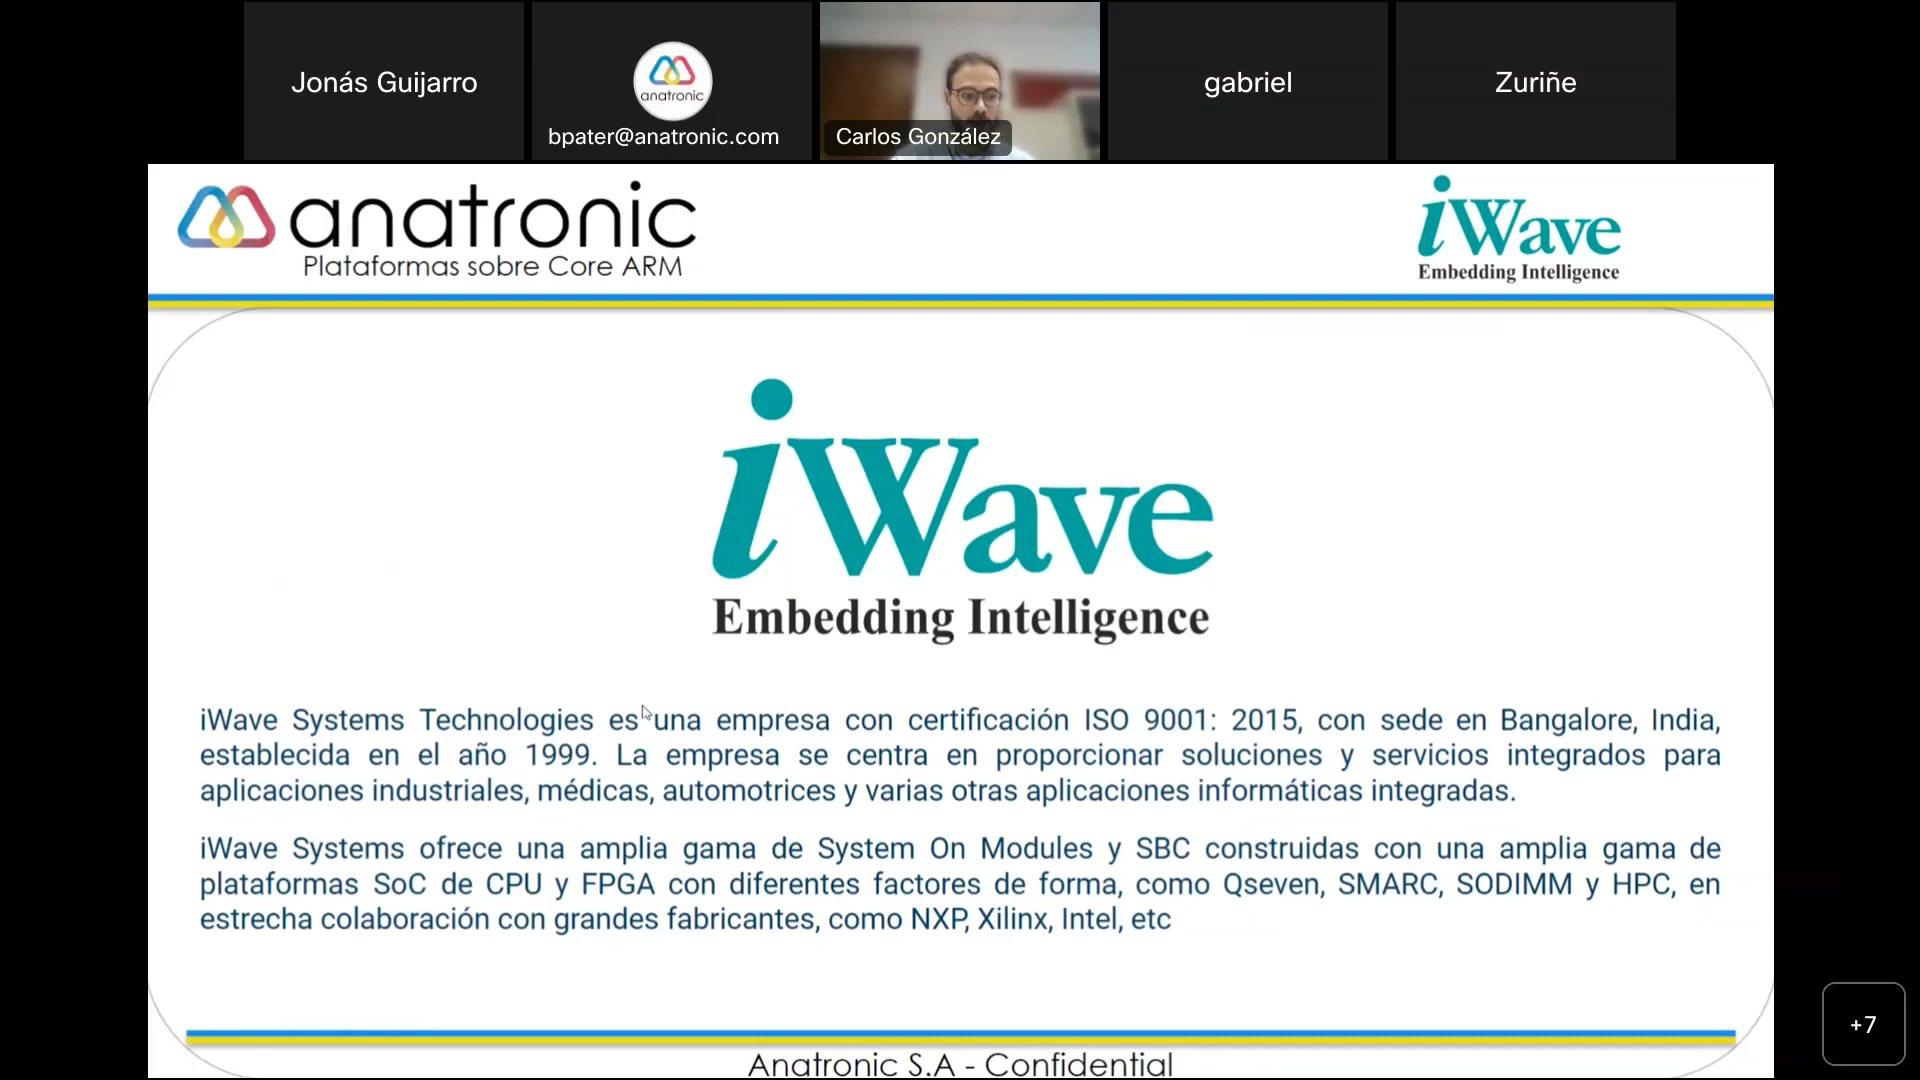 Jonás Guijarro
anatronic
bpater@anatronic.com
Carlos González
gabriel
Zuriñe
anatronic
Plataformas sobre Core ARM
iWave
Embedding Intelligence
iWave
Embedding Intelligence
iWave Systems Technologies es una empresa con certificación ISO 9001: 2015, con sede en Bangalore, India,
establecida en el año 1999. La empresa se centra en proporcionar soluciones y servicios integrados para
aplicaciones industriales, médicas, automotrices y varias otras aplicaciones informáticas integradas.
iWave Systems ofrece una amplia gama de System On Modules y SBC construidas con una amplia gama de
plataformas SoC de CPU y FPGA con diferentes factores de forma, como Qseven, SMARC, SODIMM y HPC, en
estrecha colaboración con grandes fabricantes, como NXP, Xilinx, Intel, etc
+7
Anatronic S.A - Confidential